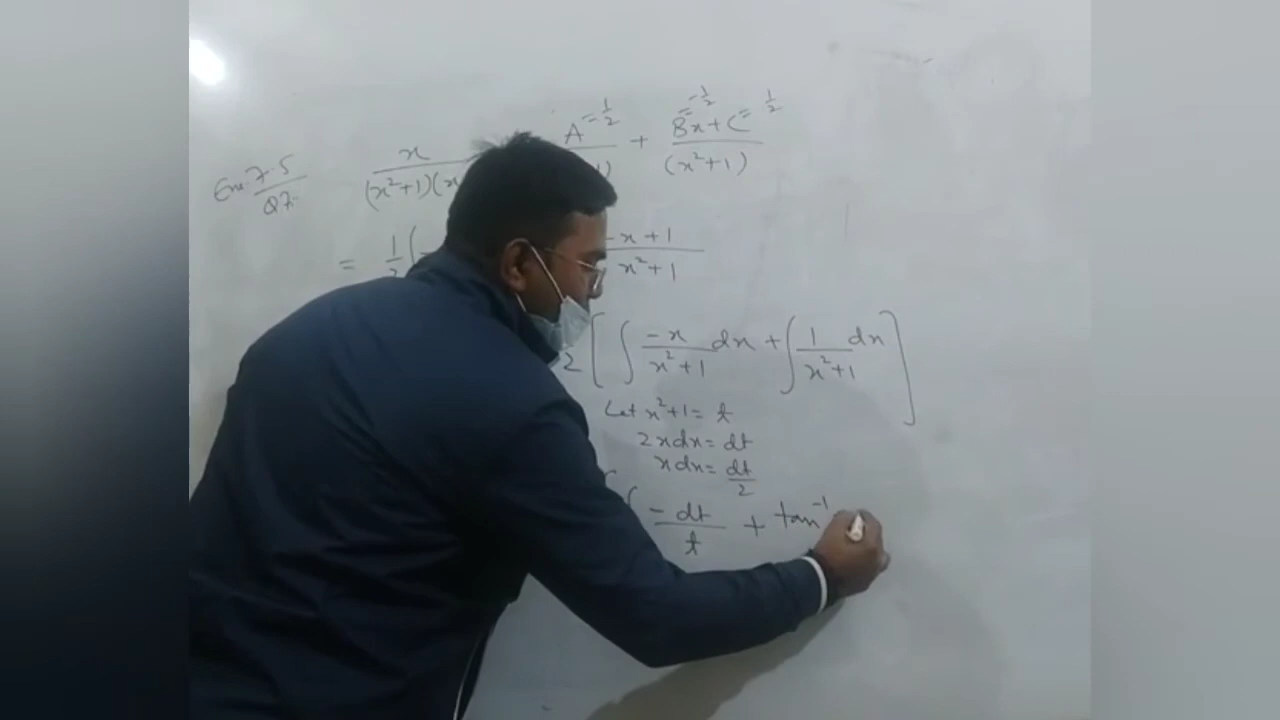 Ex: 7.5 / Q7.
x / (x²+1)(x A = 1/2 / 1) + Bx + C / (x²+1) = -1/2 = 1/2
= 1/2 ( -x + 1 / x²+1
2 [ ∫ -x / x²+1 dx + ∫ 1 / x²+1 dx ]
Let x²+1 = t
2x dx = dt
x dx = dt / 2
∫ -dt / t + tan⁻¹